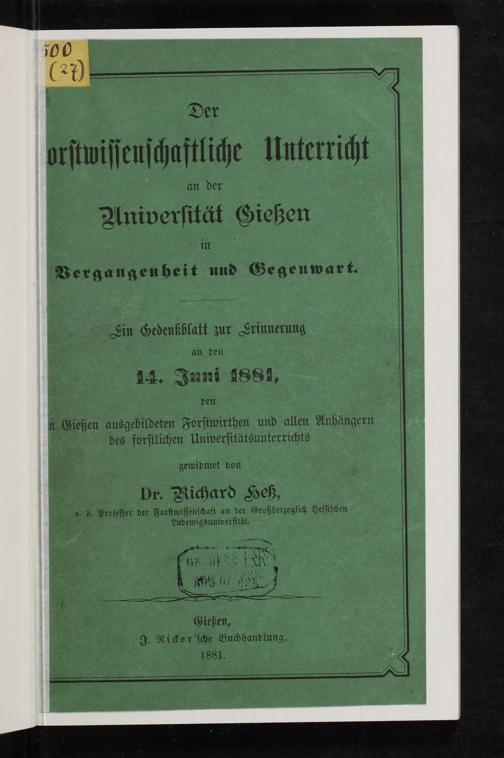 500
(27)
Der
orstwissenschaftliche Unterricht
an der
Universität Gießen
in
Vergangenheit und Gegenwart.
Ein Gedenkblatt zur Erinnerung
an den
14. Juni 1881,
den
n Gießen ausgebildeten Forstwirthen und allen Anhängern
des forstlichen Universitätsunterrichts
gewidmet von
Dr. Richard Heß,
o. ö. Professor der Forstwissenschaft an der Großherzoglich Hessischen
Ludewigsuniversität.
Gießen,
J. Ricker'sche Buchhandlung.
1881.